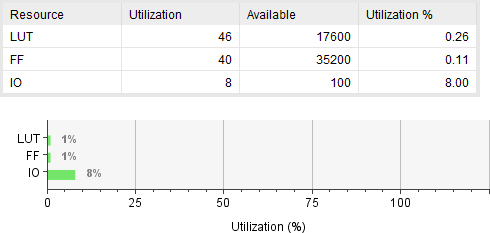 Resource Utilization Available Utilization %
LUT 46 17600 0.26
FF 40 35200 0.11
IO 8 100 8.00
LUT 1%
FF 1%
IO 8%
0 25 50 75 100
Utilization (%)